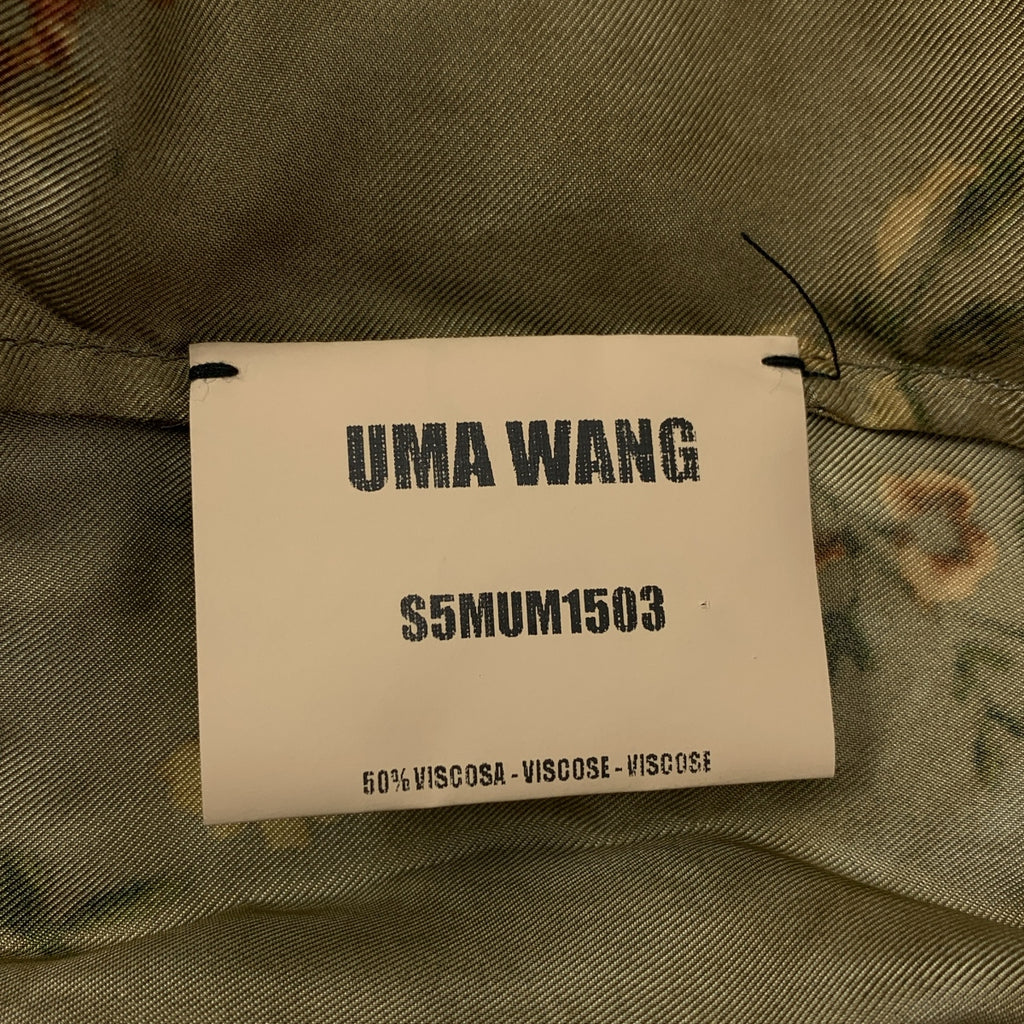 UMA WANG
S5MUM1503
50% VISCOSA - VISCOSE - VISCOSE